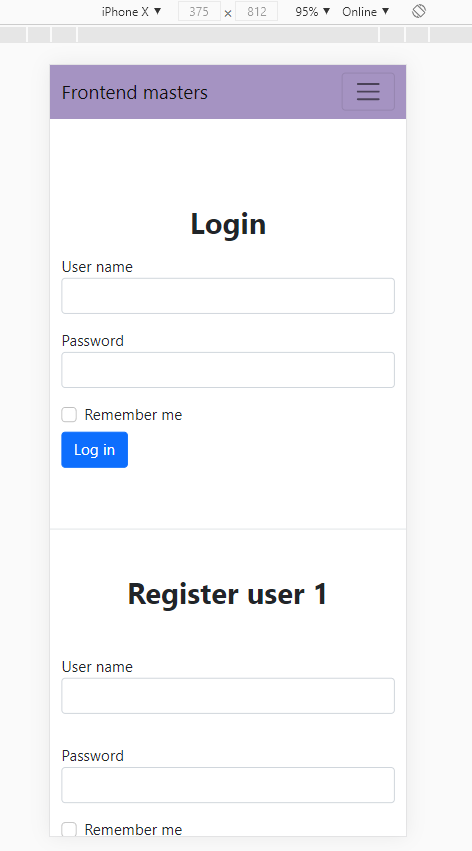 iPhone X ▼ 375 × 812 95% ▼ Online ▼
Frontend masters
Login
User name
Password
Remember me
Log in
Register user 1
User name
Password
Remember me